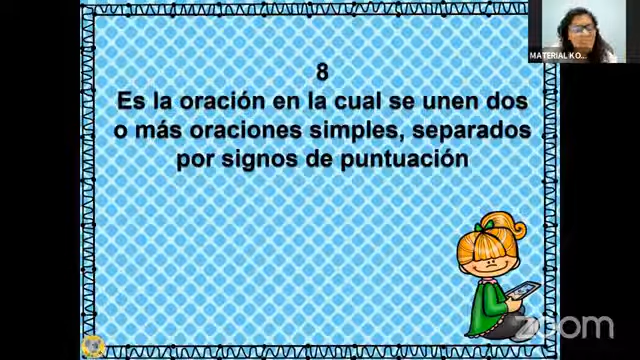 8
Es la oración en la cual se unen dos
o más oraciones simples, separados
por signos de puntuación
MATERIAL KO...
zoom